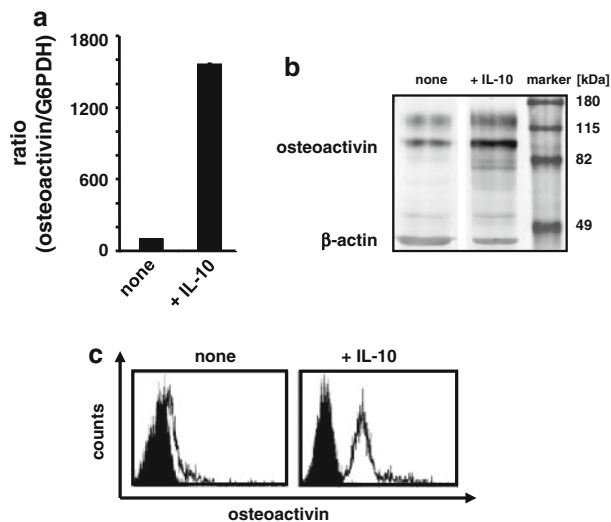 a
ratio
(osteoactivin/G6PDH)
1800
1200
600
0
none
+ IL-10
b
none
+ IL-10
marker
[kDa]
osteoactivin
β-actin
180
115
82
49
c
none
+ IL-10
counts
osteoactivin